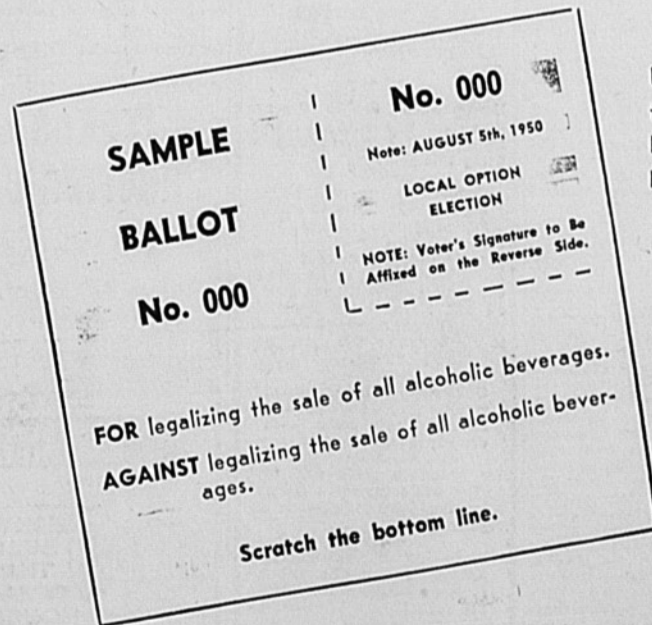 SAMPLE
BALLOT
No. 000
No. 000
Note: AUGUST 5th, 1950
LOCAL OPTION
ELECTION
NOTE: Voter's Signature to Be
Affixed on the Reverse Side.
FOR legalizing the sale of all alcoholic beverages.
AGAINST legalizing the sale of all alcoholic bever-
ages.
Scratch the bottom line.